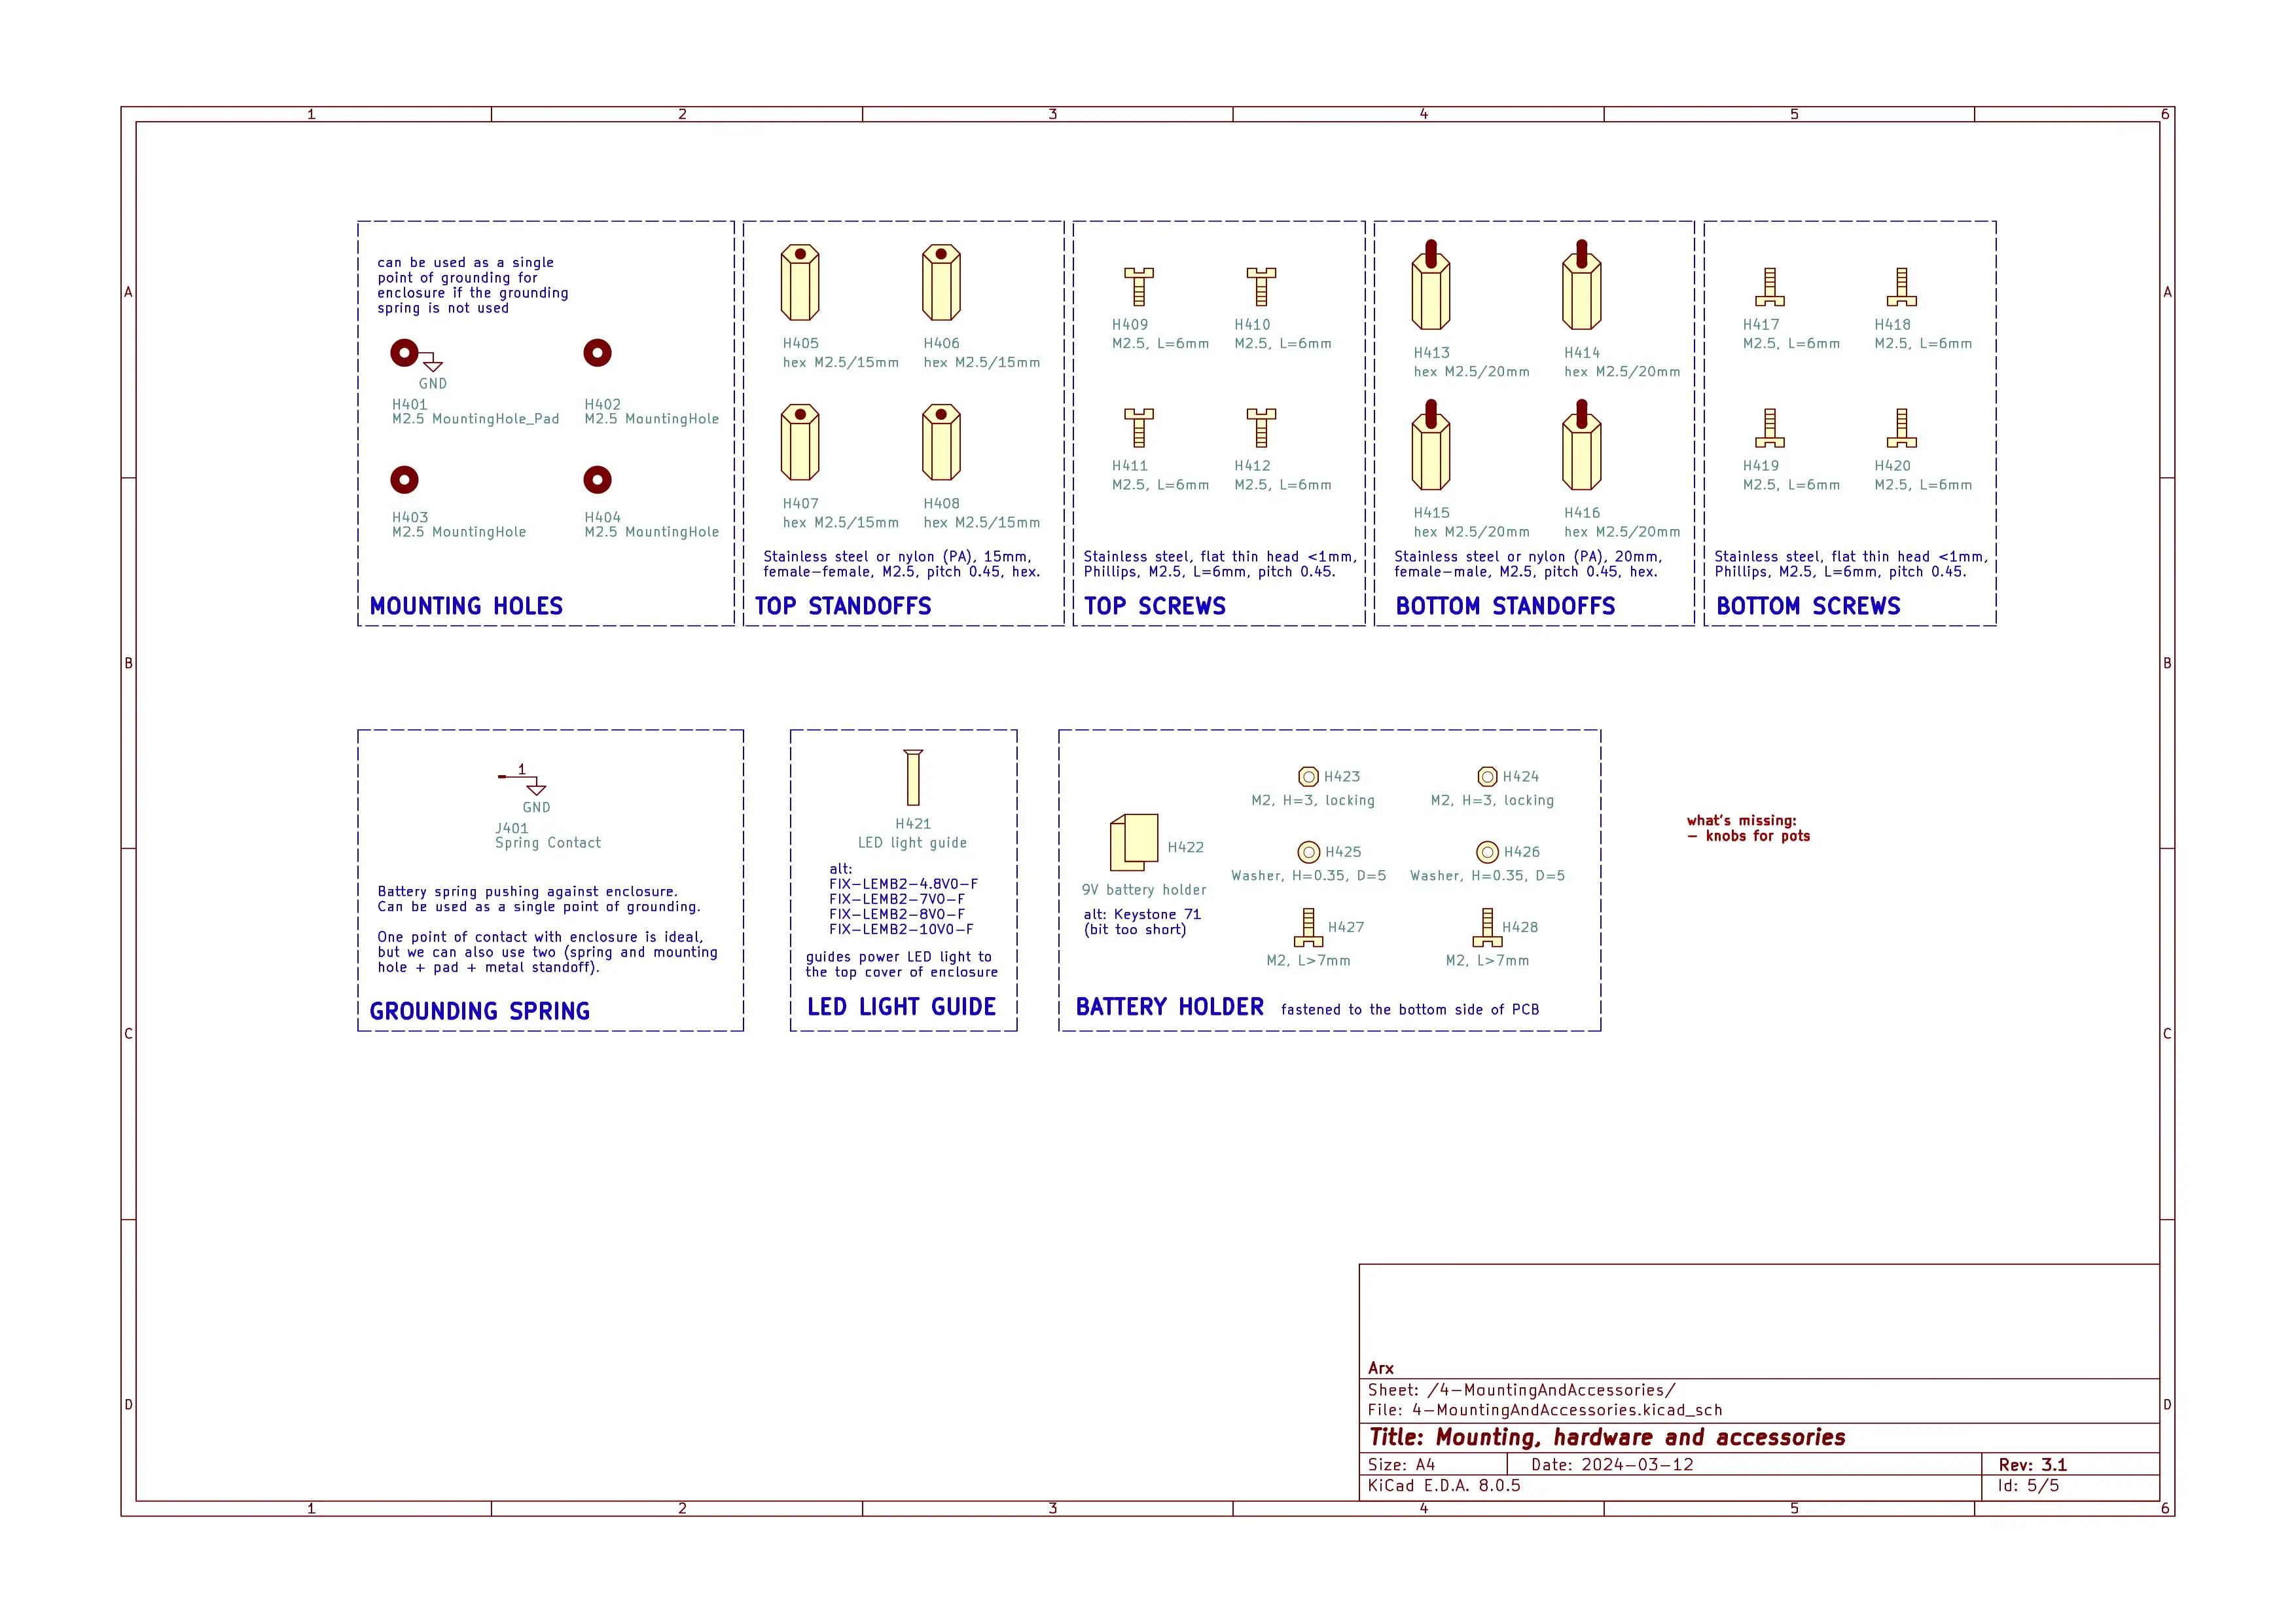 1 2 3 4 5 6
A A
can be used as a single
point of grounding for
enclosure if the grounding
spring is not used
GND
H401
M2.5 MountingHole_Pad
H402
M2.5 MountingHole
H403
M2.5 MountingHole
H404
M2.5 MountingHole
MOUNTING HOLES
H405
hex M2.5/15mm
H406
hex M2.5/15mm
H407
hex M2.5/15mm
H408
hex M2.5/15mm
Stainless steel or nylon (PA), 15mm,
female-female, M2.5, pitch 0.45, hex.
TOP STANDOFFS
H409
M2.5, L=6mm
H410
M2.5, L=6mm
H411
M2.5, L=6mm
H412
M2.5, L=6mm
Stainless steel, flat thin head <1mm,
Phillips, M2.5, L=6mm, pitch 0.45.
TOP SCREWS
H413
hex M2.5/20mm
H414
hex M2.5/20mm
H415
hex M2.5/20mm
H416
hex M2.5/20mm
Stainless steel or nylon (PA), 20mm,
female-male, M2.5, pitch 0.45, hex.
BOTTOM STANDOFFS
H417
M2.5, L=6mm
H418
M2.5, L=6mm
H419
M2.5, L=6mm
H420
M2.5, L=6mm
Stainless steel, flat thin head <1mm,
Phillips, M2.5, L=6mm, pitch 0.45.
BOTTOM SCREWS
B B
1
GND
J401
Spring Contact
Battery spring pushing against enclosure.
Can be used as a single point of grounding.
One point of contact with enclosure is ideal,
but we can also use two (spring and mounting
hole + pad + metal standoff).
GROUNDING SPRING
H421
LED light guide
alt:
FIX-LEMB2-4.8V0-F
FIX-LEMB2-7V0-F
FIX-LEMB2-8V0-F
FIX-LEMB2-10V0-F
guides power LED light to
the top cover of enclosure
LED LIGHT GUIDE
H422
9V battery holder
alt: Keystone 71
(bit too short)
H423
M2, H=3, locking
H424
M2, H=3, locking
H425
Washer, H=0.35, D=5
H426
Washer, H=0.35, D=5
H427
M2, L>7mm
H428
M2, L>7mm
BATTERY HOLDER fastened to the bottom side of PCB
what's missing:
- knobs for pots
C C
D D
Arx
Sheet: /4-MountingAndAccessories/
File: 4-MountingAndAccessories.kicad_sch
Title: Mounting, hardware and accessories
Size: A4 Date: 2024-03-12 Rev: 3.1
KiCad E.D.A. 8.0.5 Id: 5/5
1 2 3 4 5 6